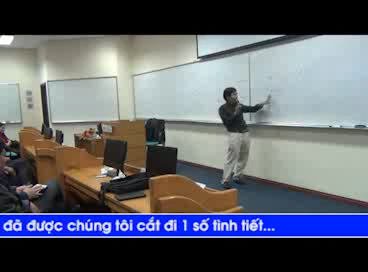 đã được chúng tôi cắt đi 1 số tình tiết...